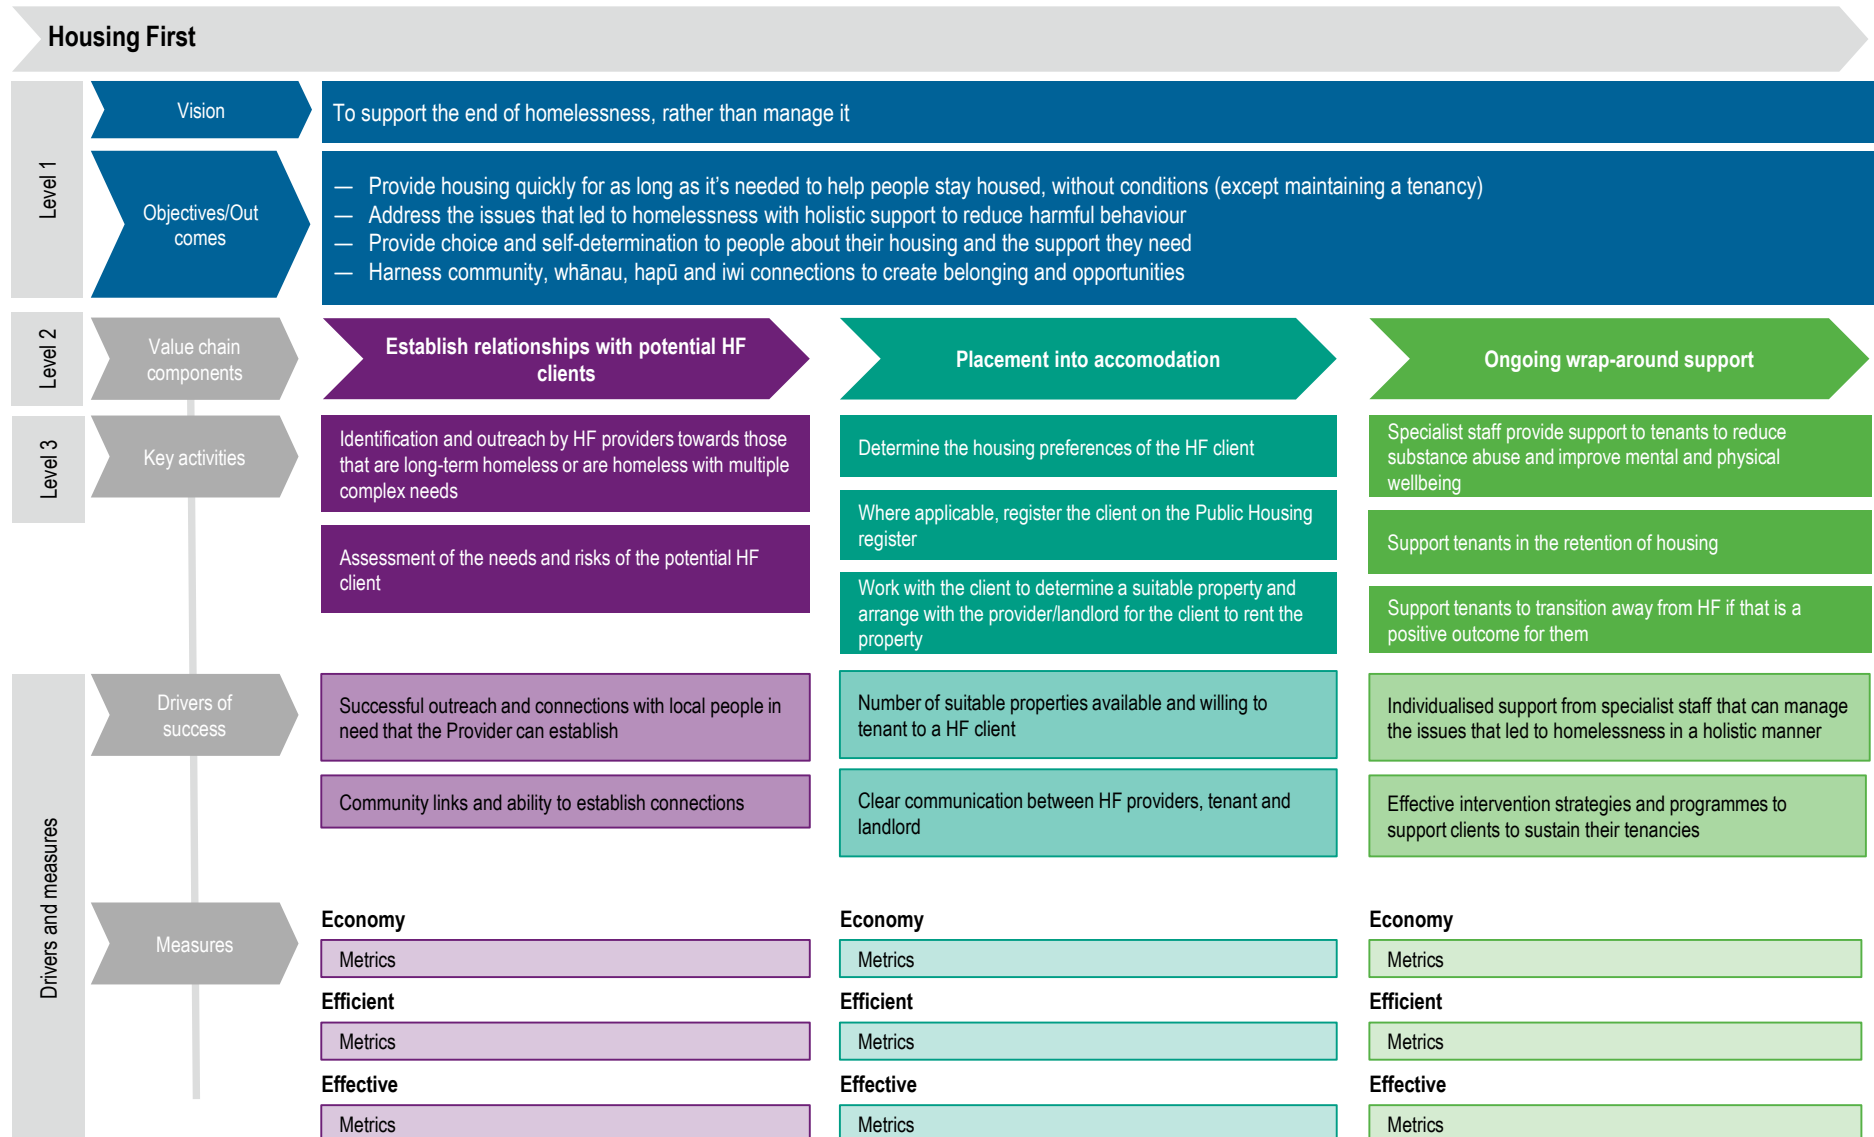 Housing First
Level 1
Vision
To support the end of homelessness, rather than manage it
Objectives/Out
comes
— Provide housing quickly for as long as it's needed to help people stay housed, without conditions (except maintaining a tenancy)
— Address the issues that led to homelessness with holistic support to reduce harmful behaviour
— Provide choice and self-determination to people about their housing and the support they need
— Harness community, whānau, hapū and iwi connections to create belonging and opportunities
Level 2
Value chain
components
Establish relationships with potential HF
clients
Placement into accomodation
Ongoing wrap-around support
Level 3
Key activities
Identification and outreach by HF providers towards those
that are long-term homeless or are homeless with multiple
complex needs
Assessment of the needs and risks of the potential HF
client
Determine the housing preferences of the HF client
Where applicable, register the client on the Public Housing
register
Work with the client to determine a suitable property and
arrange with the provider/landlord for the client to rent the
property
Specialist staff provide support to tenants to reduce
substance abuse and improve mental and physical
wellbeing
Support tenants in the retention of housing
Support tenants to transition away from HF if that is a
positive outcome for them
Drivers and measures
Drivers of
success
Successful outreach and connections with local people in
need that the Provider can establish
Community links and ability to establish connections
Number of suitable properties available and willing to
tenant to a HF client
Clear communication between HF providers, tenant and
landlord
Individualised support from specialist staff that can manage
the issues that led to homelessness in a holistic manner
Effective intervention strategies and programmes to
support clients to sustain their tenancies
Measures
Economy
Metrics
Efficient
Metrics
Effective
Metrics
Economy
Metrics
Efficient
Metrics
Effective
Metrics
Economy
Metrics
Efficient
Metrics
Effective
Metrics